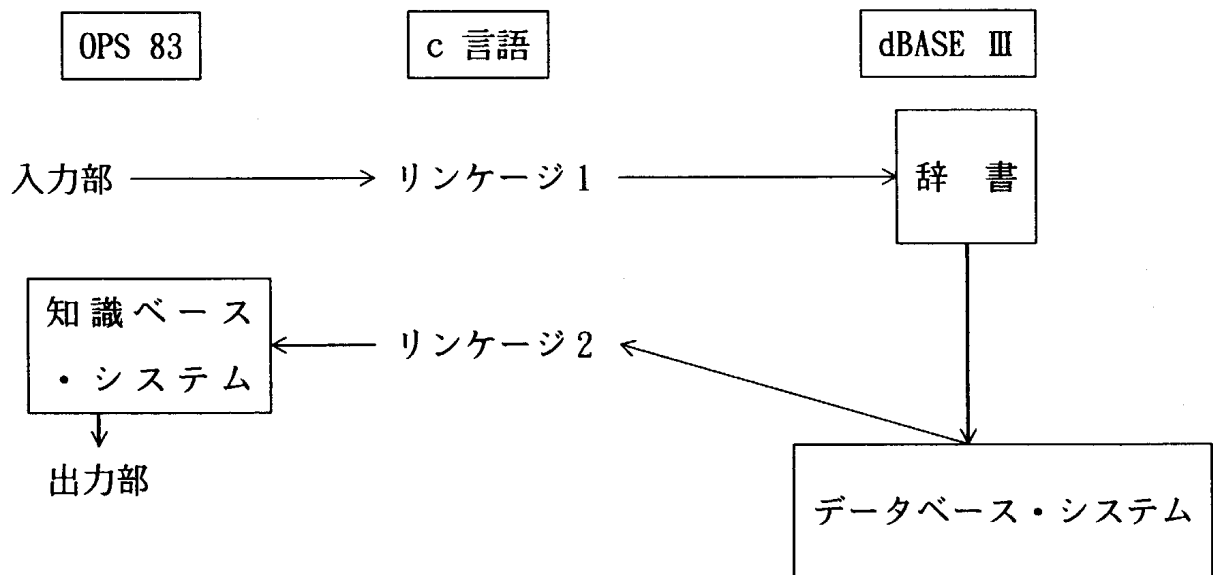 OPS 83
c 言語
dBASE Ⅲ
入力部
リンケージ1
辞 書
知識ベース
・システム
リンケージ2
出力部
データベース・システム